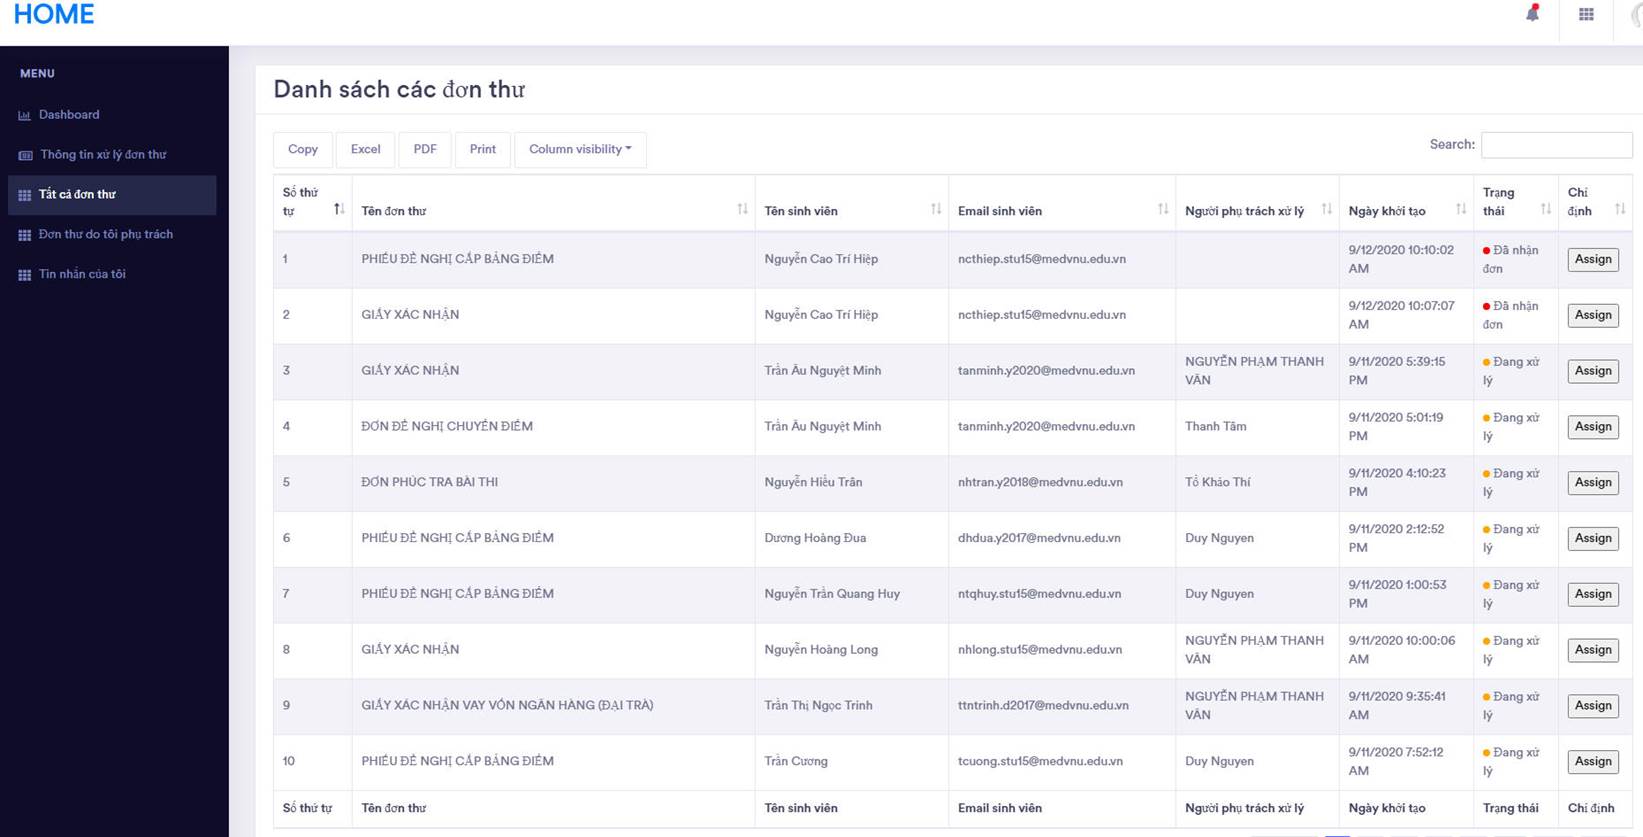 HOME
MENU
Dashboard
Thông tin xử lý đơn thư
Tất cả đơn thư
Đơn thư do tôi phụ trách
Tin nhắn của tôi
Danh sách các đơn thư
Copy Excel PDF Print Column visibility
Search:
Số thứ tự Tên đơn thư Tên sinh viên Email sinh viên Người phụ trách xử lý Ngày khởi tạo Trạng thái Chỉ định
1 PHIẾU ĐỀ NGHỊ CẤP BẢNG ĐIỂM Nguyễn Cao Trí Hiệp ncthiep.stu15@medvnu.edu.vn 9/12/2020 10:10:02 AM Đã nhận đơn Assign
2 GIẤY XÁC NHẬN Nguyễn Cao Trí Hiệp ncthiep.stu15@medvnu.edu.vn 9/12/2020 10:07:07 AM Đã nhận đơn Assign
3 GIẤY XÁC NHẬN Trần Âu Nguyệt Minh tanminh.y2020@medvnu.edu.vn NGUYỄN PHẠM THANH VÂN 9/11/2020 5:39:15 PM Đang xử lý Assign
4 ĐƠN ĐỀ NGHỊ CHUYỂN ĐIỂM Trần Âu Nguyệt Minh tanminh.y2020@medvnu.edu.vn Thanh Tâm 9/11/2020 5:01:19 PM Đang xử lý Assign
5 ĐƠN PHÚC TRA BÀI THI Nguyễn Hiếu Trân nhtran.y2018@medvnu.edu.vn Tổ Khảo Thí 9/11/2020 4:10:23 PM Đang xử lý Assign
6 PHIẾU ĐỀ NGHỊ CẤP BẢNG ĐIỂM Dương Hoàng Đua dhdua.y2017@medvnu.edu.vn Duy Nguyen 9/11/2020 2:12:52 PM Đang xử lý Assign
7 PHIẾU ĐỀ NGHỊ CẤP BẢNG ĐIỂM Nguyễn Trần Quang Huy ntqhuy.stu15@medvnu.edu.vn Duy Nguyen 9/11/2020 1:00:53 PM Đang xử lý Assign
8 GIẤY XÁC NHẬN Nguyễn Hoàng Long nhlong.stu15@medvnu.edu.vn NGUYỄN PHẠM THANH VÂN 9/11/2020 10:00:06 AM Đang xử lý Assign
9 GIẤY XÁC NHẬN VAY VỐN NGÂN HÀNG (ĐẠI TRÀ) Trần Thị Ngọc Trinh ttntrinh.d2017@medvnu.edu.vn NGUYỄN PHẠM THANH VÂN 9/11/2020 9:35:41 AM Đang xử lý Assign
10 PHIẾU ĐỀ NGHỊ CẤP BẢNG ĐIỂM Trần Cương tcuong.stu15@medvnu.edu.vn Duy Nguyen 9/11/2020 7:52:12 AM Đang xử lý Assign
Số thứ tự Tên đơn thư Tên sinh viên Email sinh viên Người phụ trách xử lý Ngày khởi tạo Trạng thái Chỉ định